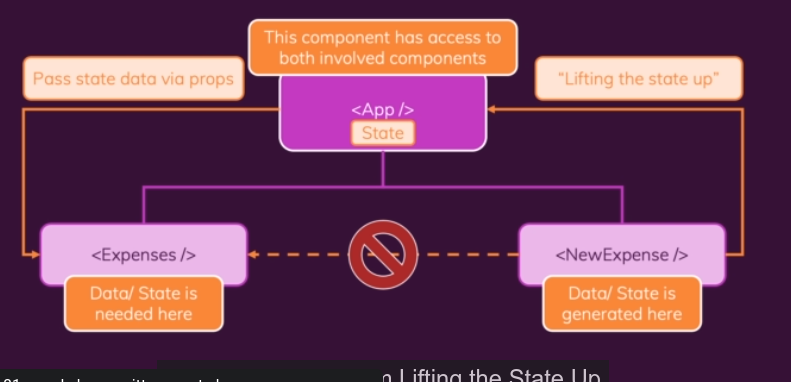 This component has access to
both involved components
Pass state data via props
“Lifting the state up”
<App />
State
<Expenses />
<NewExpense />
Data/ State is
needed here
Data/ State is
generated here
Lifting the State Up